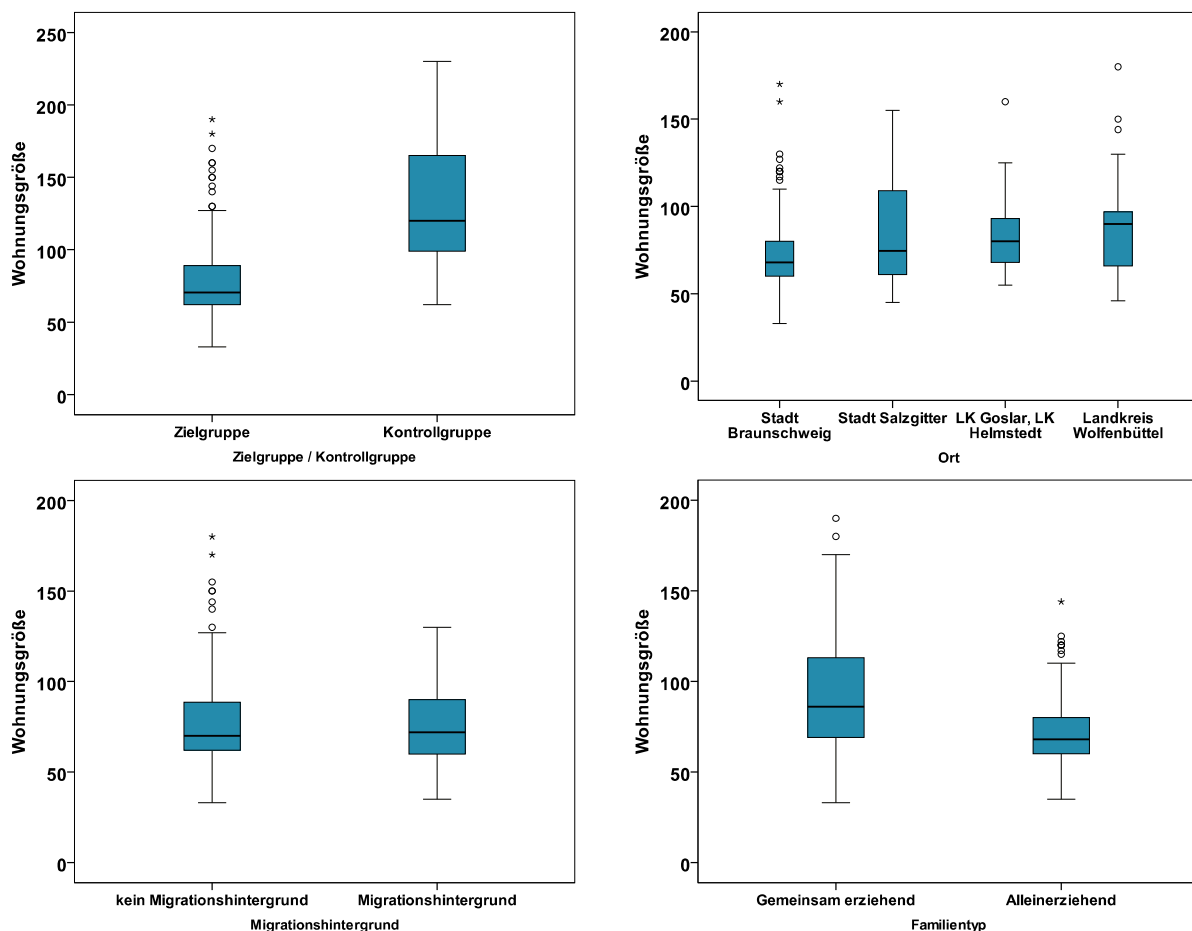 250
200
150
100
50
0
Wohnungsgröße
Zielgruppe
Kontrollgruppe
Zielgruppe / Kontrollgruppe
200
150
100
50
0
Wohnungsgröße
Stadt
Braunschweig
Stadt Salzgitter
LK Goslar, LK
Helmstedt
Landkreis
Wolfenbüttel
Ort
200
150
100
50
0
Wohnungsgröße
kein Migrationshintergrund
Migrationshintergrund
Migrationshintergrund
200
150
100
50
0
Wohnungsgröße
Gemeinsam erziehend
Alleinerziehend
Familientyp